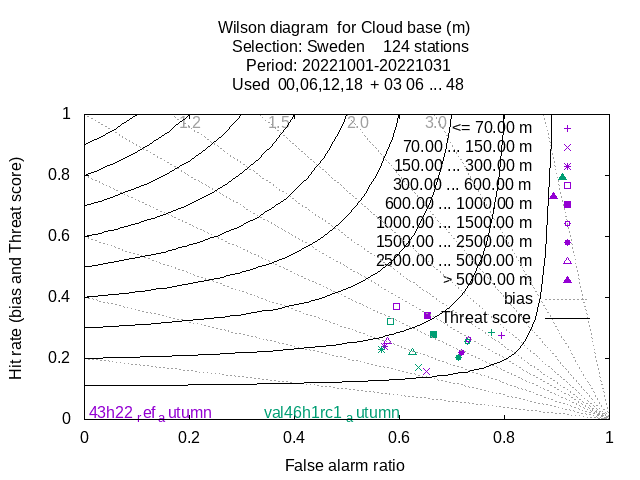 Wilson diagram for Cloud base (m)
Selection: Sweden 124 stations
Period: 20221001-20221031
Used 00,06,12,18 + 03 06 ... 48
Hit rate (bias and Threat score)
1
0.8
0.6
0.4
0.2
0
1.2
1.5
2.0
3.0
<= 70.00 m
70.00 ... 150.00 m
150.00 ... 300.00 m
300.00 ... 600.00 m
600.00 ... 1000.00 m
1000.00 ... 1500.00 m
1500.00 ... 2500.00 m
2500.00 ... 5000.00 m
> 5000.00 m
bias
Threat score
43h22ref_autumn val46h1rc1_autumn
0 0.2 0.4 0.6 0.8 1
False alarm ratio